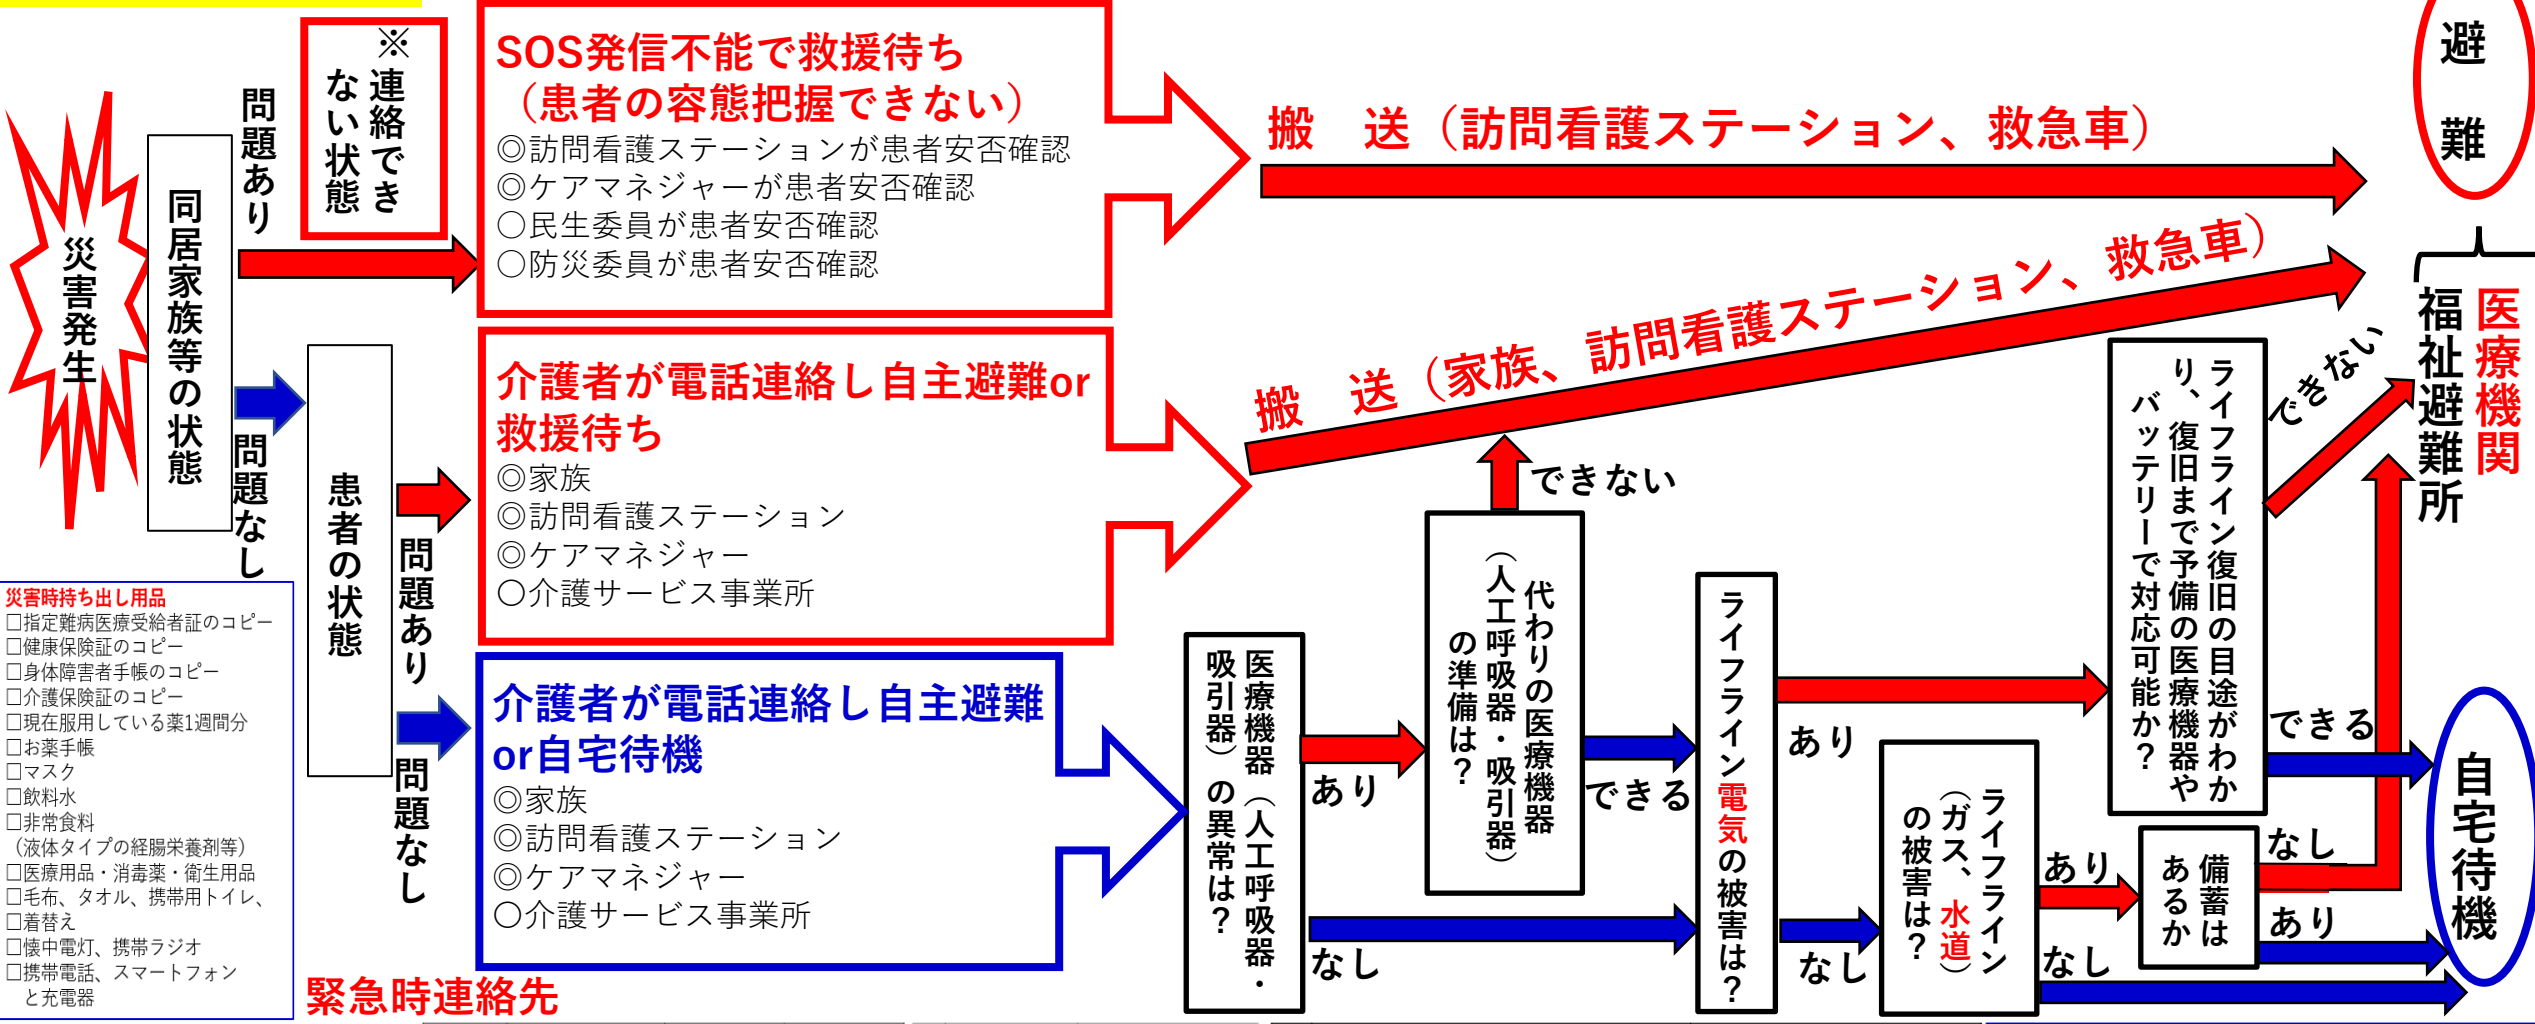 災害発生
同居家族等の状態
問題あり
問題なし
※
連絡でき
ない状態
SOS発信不能で救援待ち
（患者の容態把握できない）
◎訪問看護ステーションが患者安否確認
◎ケアマネジャーが患者安否確認
○民生委員が患者安否確認
○防災委員が患者安否確認
搬　送（訪問看護ステーション、救急車）
避　難
医療機関
福祉避難所
患者の状態
問題あり
問題なし
介護者が電話連絡し自主避難or
救援待ち
◎家族
◎訪問看護ステーション
◎ケアマネジャー
○介護サービス事業所
搬　送（家族、訪問看護ステーション、救急車）
介護者が電話連絡し自主避難
or自宅待機
◎家族
◎訪問看護ステーション
◎ケアマネジャー
○介護サービス事業所
医療機器（人工呼吸器・
吸引器）の異常は？
あり
なし
代わりの医療機器
（人工呼吸器・吸引器）
の準備は？
できない
できる
ライフライン電気の被害は？
あり
なし
ライフライン
（ガス、水道）
の被害は？
あり
なし
ライフライン復旧の目途がわか
り、復旧まで予備の医療機器や
バッテリーで対応可能か？
できない
できる
備蓄は
あるか
なし
あり
自宅待機
災害時持ち出し用品
□指定難病医療受給者証のコピー
□健康保険証のコピー
□身体障害者手帳のコピー
□介護保険証のコピー
□現在服用している薬1週間分
□お薬手帳
□マスク
□飲料水
□非常食料
（液体タイプの経腸栄養剤等）
□医療用品・消毒薬・衛生用品
□毛布、タオル、携帯用トイレ、
□着替え
□懐中電灯、携帯ラジオ
□携帯電話、スマートフォン
と充電器
緊急時連絡先